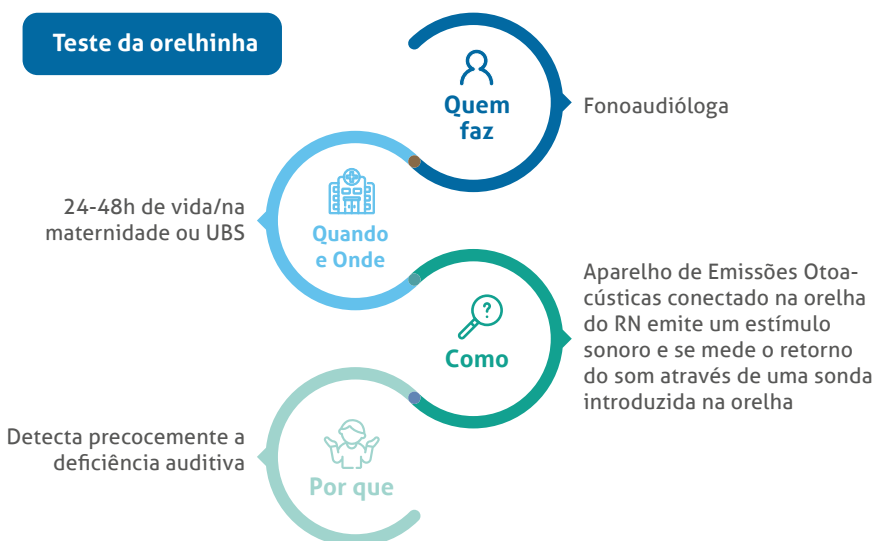 Teste da orelhinha
Quem
faz
Fonoaudióloga
24-48h de vida/na
maternidade ou UBS
Quando
e Onde
?
Como
Aparelho de Emissões Otoa-
cústicas conectado na orelha
do RN emite um estímulo
sonoro e se mede o retorno
do som através de uma sonda
introduzida na orelha
Detecta precocemente a
deficiência auditiva
Por que